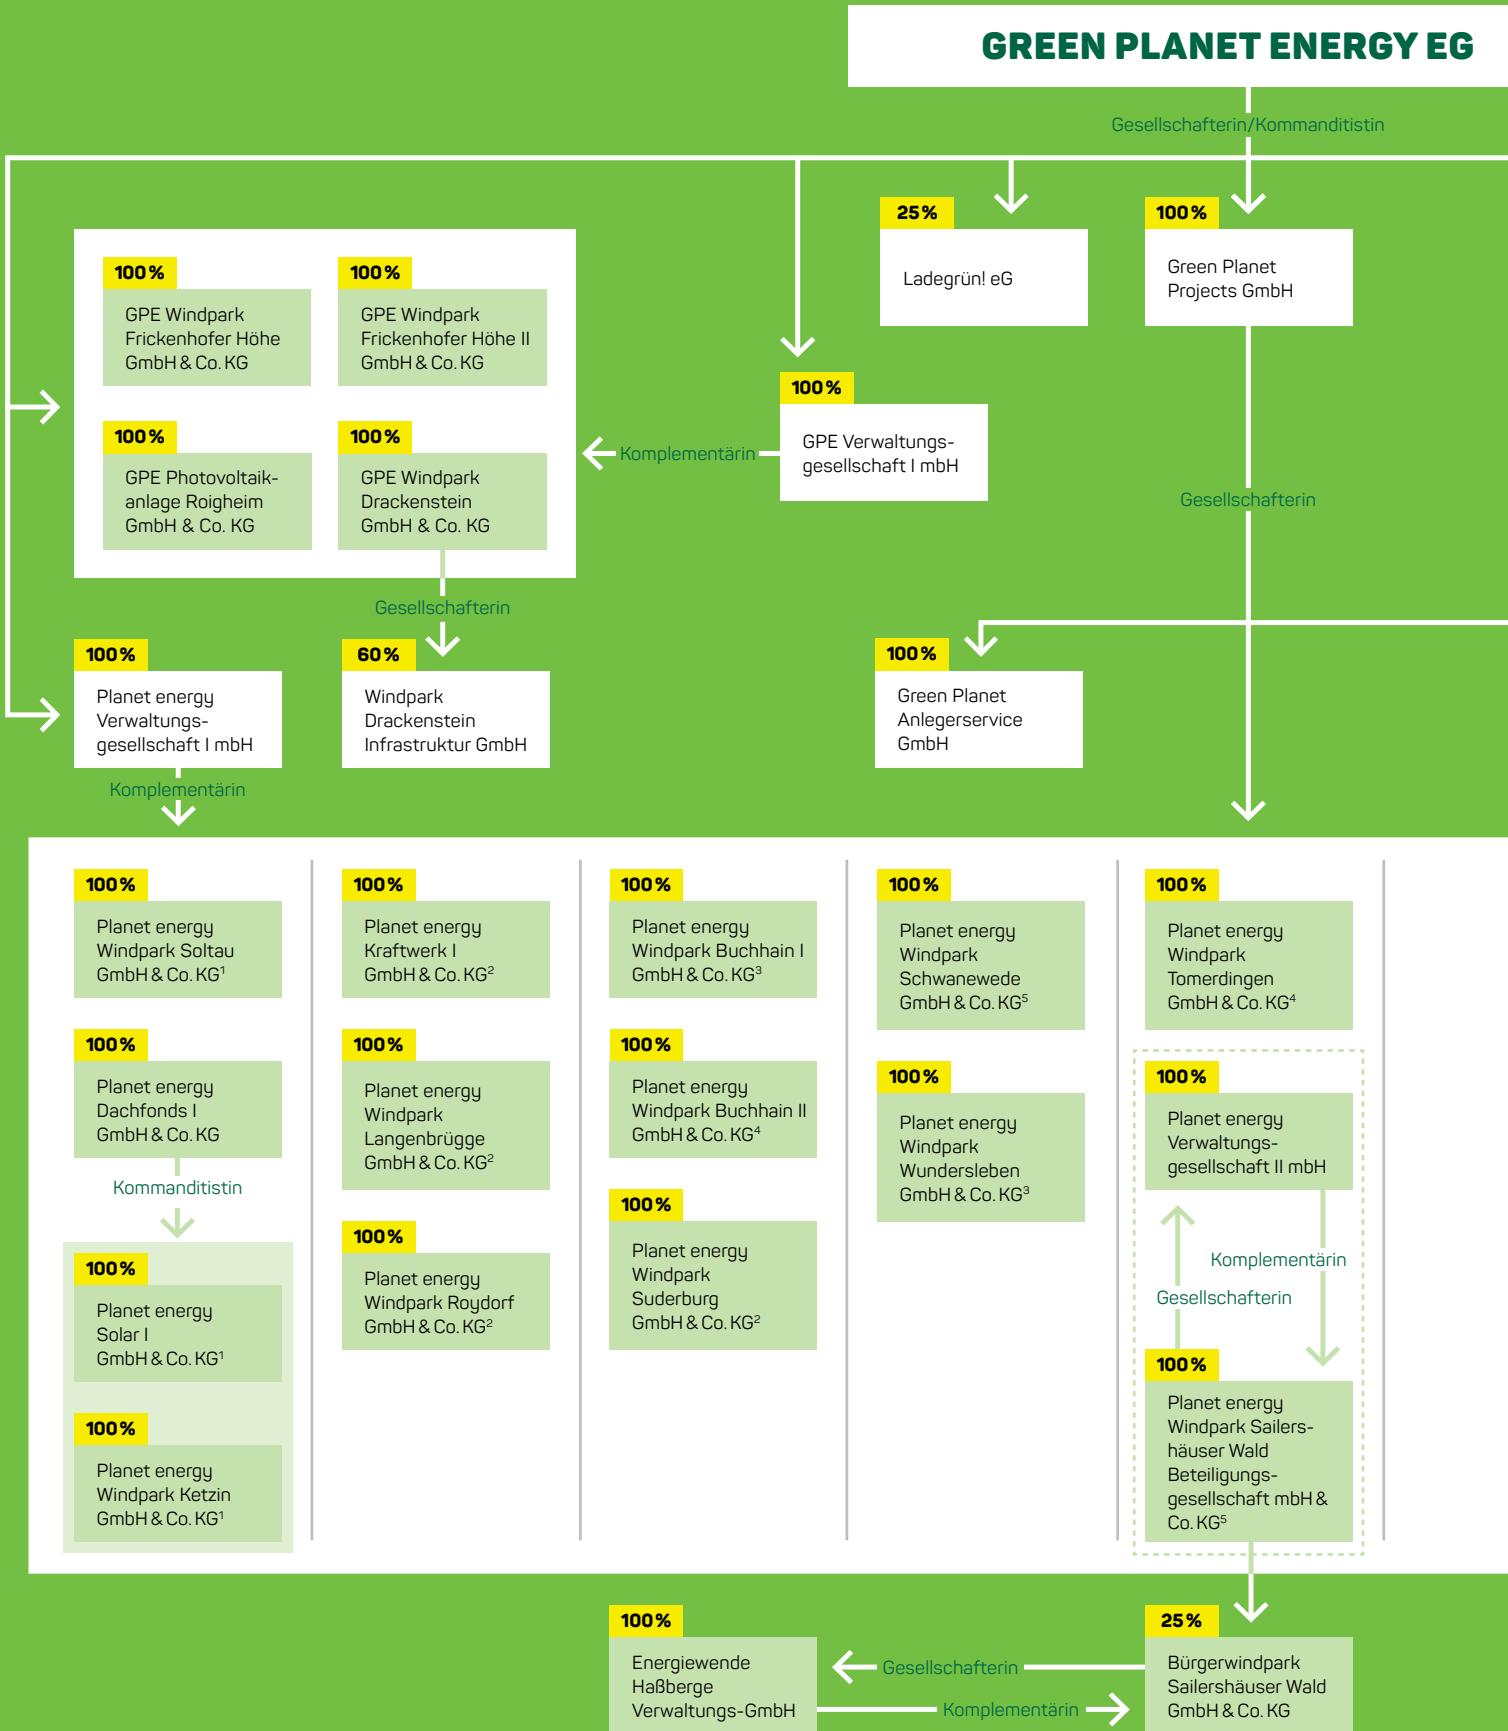 GREEN PLANET ENERGY EG
Gesellschafterin/Kommanditistin
25 %
Ladegrün! eG
100 %
Green Planet
Projects GmbH
100 %
GPE Windpark
Frickenhofer Höhe
GmbH & Co. KG
100 %
GPE Windpark
Frickenhofer Höhe II
GmbH & Co. KG
100 %
GPE Photovoltaik-
anlage Roigheim
GmbH & Co. KG
100 %
GPE Windpark
Drackenstein
GmbH & Co. KG
Komplementärin
100 %
GPE Verwaltungs-
gesellschaft I mbH
Gesellschafterin
Gesellschafterin
100 %
Planet energy
Verwaltungs-
gesellschaft I mbH
60 %
Windpark
Drackenstein
Infrastruktur GmbH
100 %
Green Planet
Anlegerservice
GmbH
Komplementärin
100 %
Planet energy
Windpark Soltau
GmbH & Co. KG¹
100 %
Planet energy
Dachfonds I
GmbH & Co. KG
Kommanditistin
100 %
Planet energy
Solar I
GmbH & Co. KG¹
100 %
Planet energy
Windpark Ketzin
GmbH & Co. KG¹
100 %
Planet energy
Kraftwerk I
GmbH & Co. KG²
100 %
Planet energy
Windpark
Langenbrügge
GmbH & Co. KG²
100 %
Planet energy
Windpark Roydorf
GmbH & Co. KG²
100 %
Planet energy
Windpark Buchhain I
GmbH & Co. KG³
100 %
Planet energy
Windpark Buchhain II
GmbH & Co. KG⁴
100 %
Planet energy
Windpark
Suderburg
GmbH & Co. KG²
100 %
Planet energy
Windpark
Schwanewede
GmbH & Co. KG⁵
100 %
Planet energy
Windpark
Wundersleben
GmbH & Co. KG³
100 %
Planet energy
Windpark
Tomerdingen
GmbH & Co. KG⁴
100 %
Planet energy
Verwaltungs-
gesellschaft II mbH
Komplementärin
Gesellschafterin
100 %
Planet energy
Windpark Sailers-
häuser Wald
Beteiligungs-
gesellschaft mbH &
Co. KG⁵
100 %
Energiewende
Haßberge
Verwaltungs-GmbH
Gesellschafterin
Komplementärin
25 %
Bürgerwindpark
Sailershäuser Wald
GmbH & Co. KG